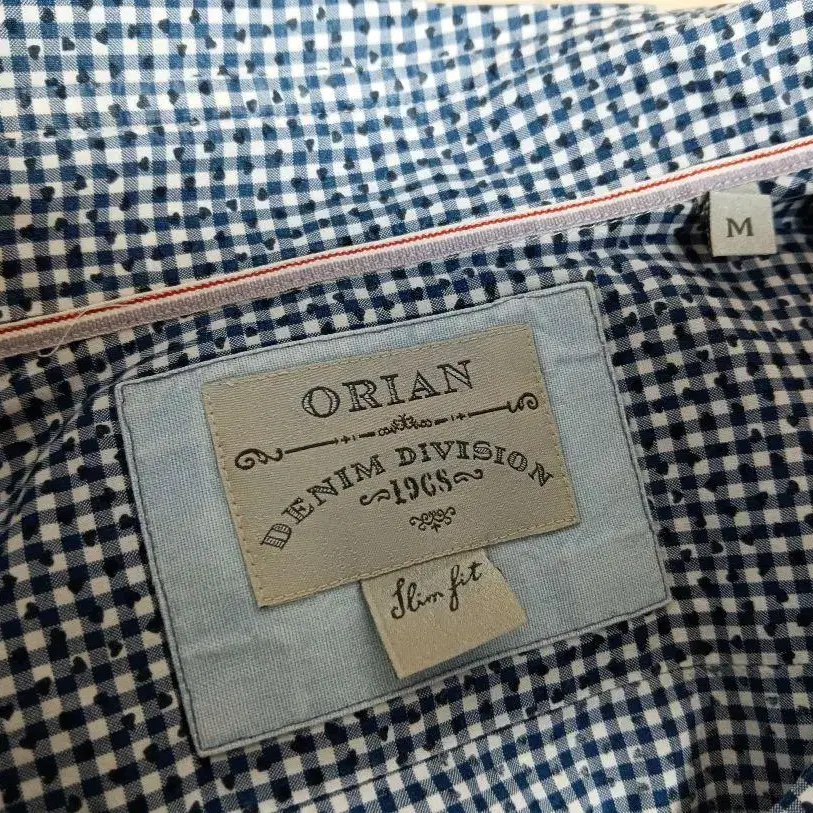 M
ORIAN
DENIM DIVISION
1968
Slim fit